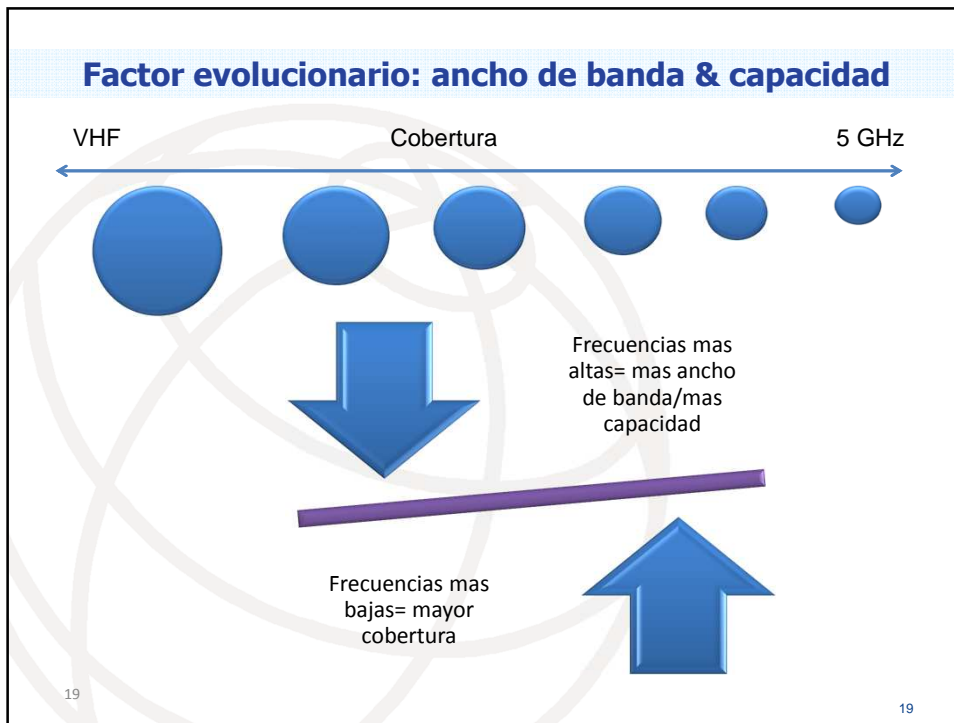 Factor evolucionario: ancho de banda & capacidad
VHF Cobertura 5 GHz
Frecuencias mas
altas= mas ancho
de banda/mas
capacidad
Frecuencias mas
bajas= mayor
cobertura
19
19